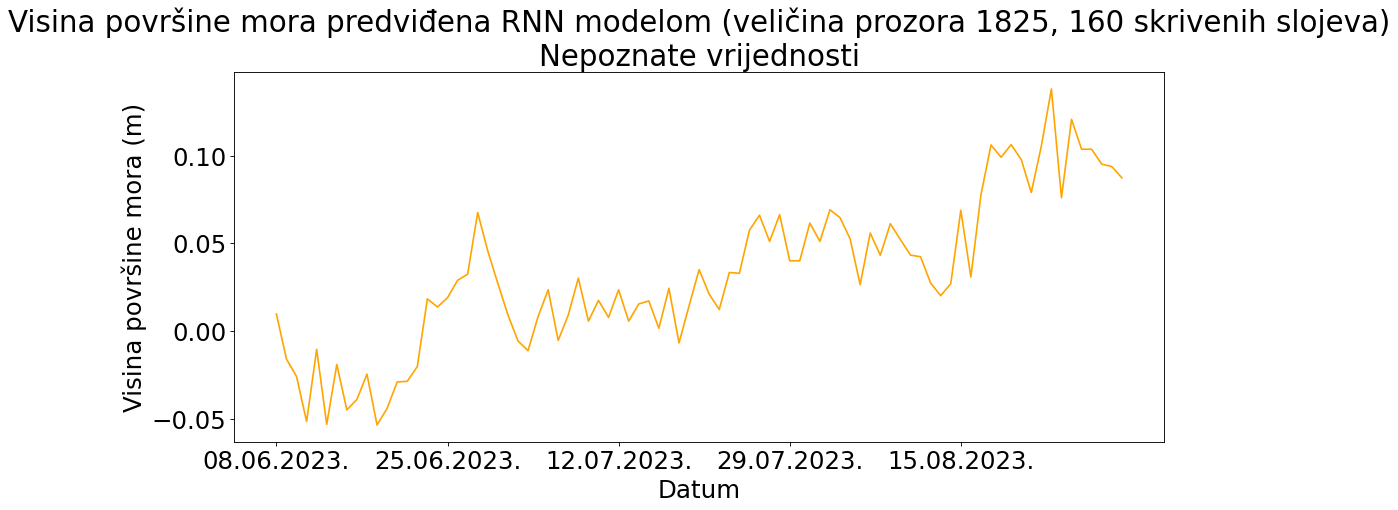 Visina površine mora predviđena RNN modelom (veličina prozora 1825, 160 skrivenih slojeva)
Nepoznate vrijednosti
Visina površine mora (m)
0.10
0.05
0.00
−0.05
08.06.2023. 25.06.2023. 12.07.2023. 29.07.2023. 15.08.2023.
Datum